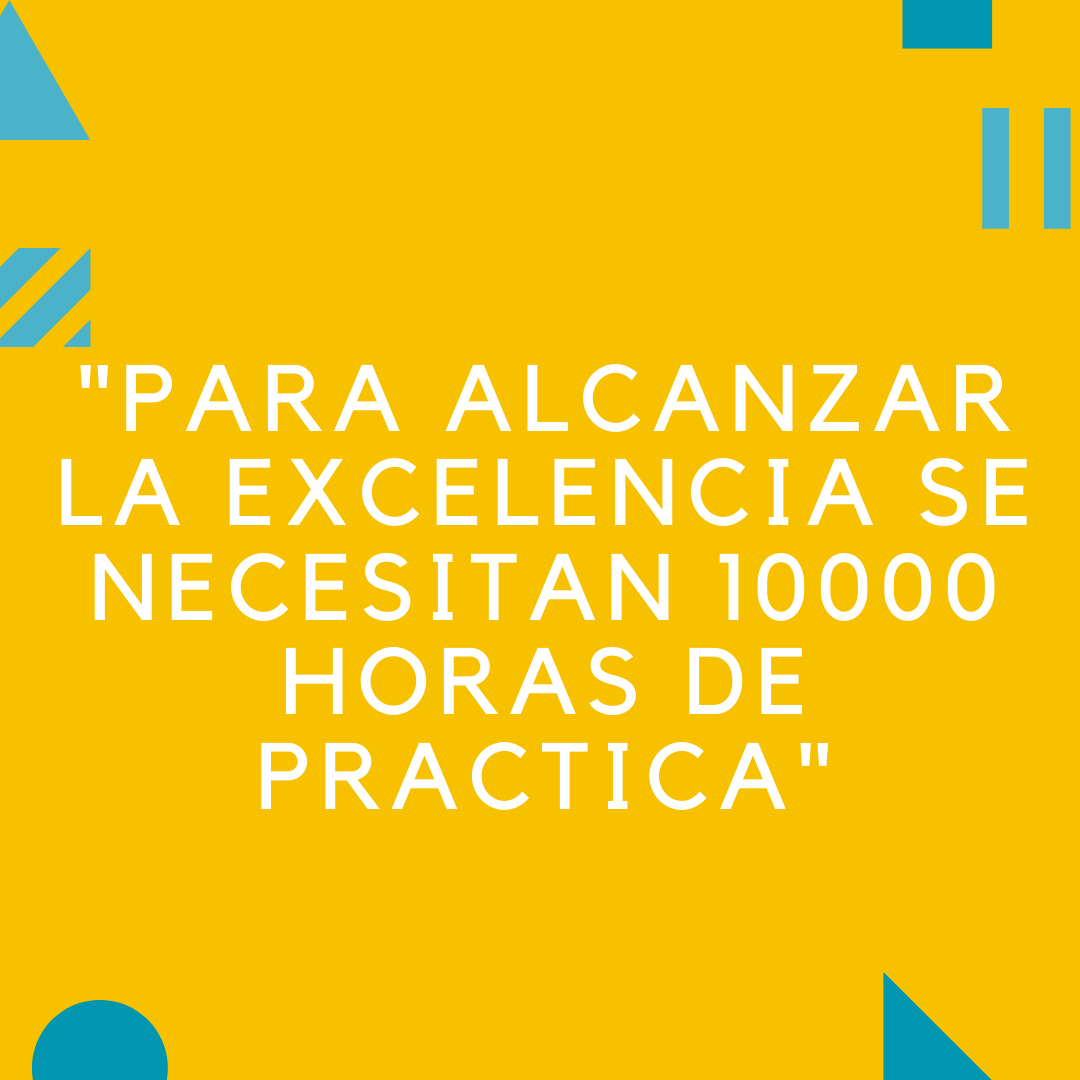 "PARA ALCANZAR
LA EXCELENCIA SE
NECESITAN 10000
HORAS DE
PRACTICA"